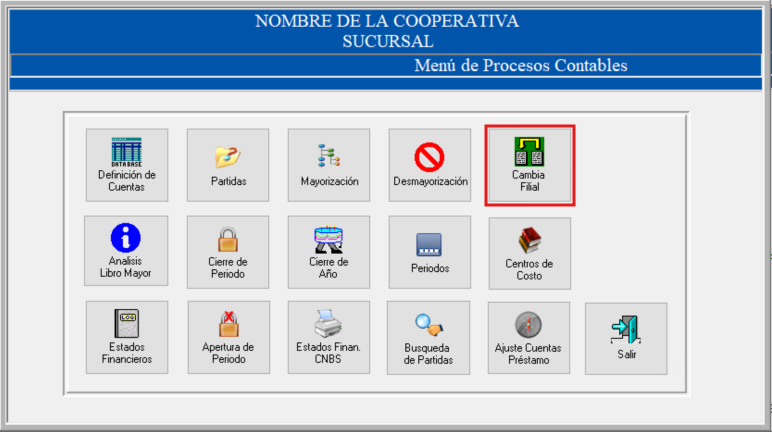 NOMBRE DE LA COOPERATIVA
SUCURSAL
Menú de Procesos Contables
DATABASE
Definición de
Cuentas
Partidas
Mayorización
Desmayorización
Cambia
Filial
Analisis
Libro Mayor
Cierre de
Periodo
Cierre de
Año
Periodos
Centros de
Costo
LOG
Estados
Financieros
Apertura de
Periodo
Estados Finan.
CNBS
Busqueda
de Partidas
Ajuste Cuentas
Préstamo
Salir